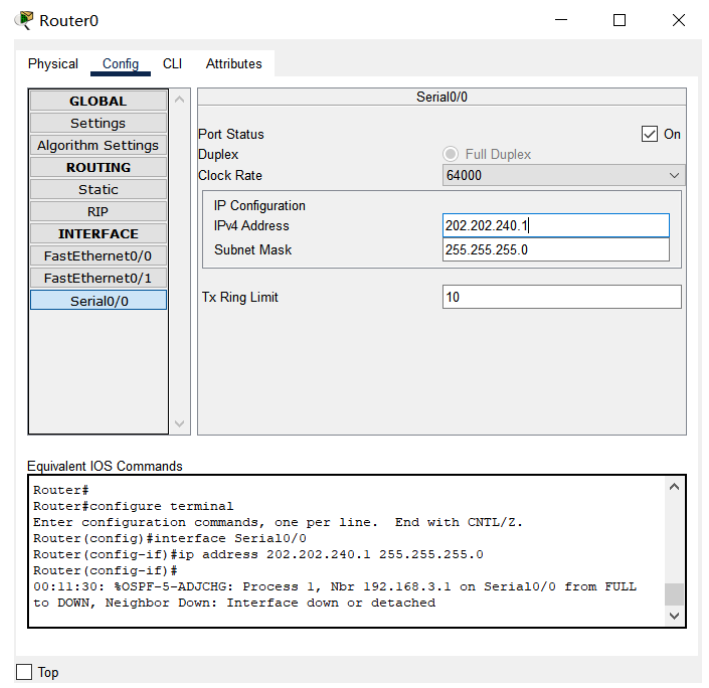 Router0
Physical Config CLI Attributes
GLOBAL
Settings
Algorithm Settings
ROUTING
Static
RIP
INTERFACE
FastEthernet0/0
FastEthernet0/1
Serial0/0
Serial0/0
Port Status On
Duplex Full Duplex
Clock Rate 64000
IP Configuration
IPv4 Address 202.202.240.1
Subnet Mask 255.255.255.0
Tx Ring Limit 10
Equivalent IOS Commands
Router#
Router#configure terminal
Enter configuration commands, one per line. End with CNTL/Z.
Router(config)#interface Serial0/0
Router(config-if)#ip address 202.202.240.1 255.255.255.0
Router(config-if)#
00:11:30: %OSPF-5-ADJCHG: Process 1, Nbr 192.168.3.1 on Serial0/0 from FULL
to DOWN, Neighbor Down: Interface down or detached
Top